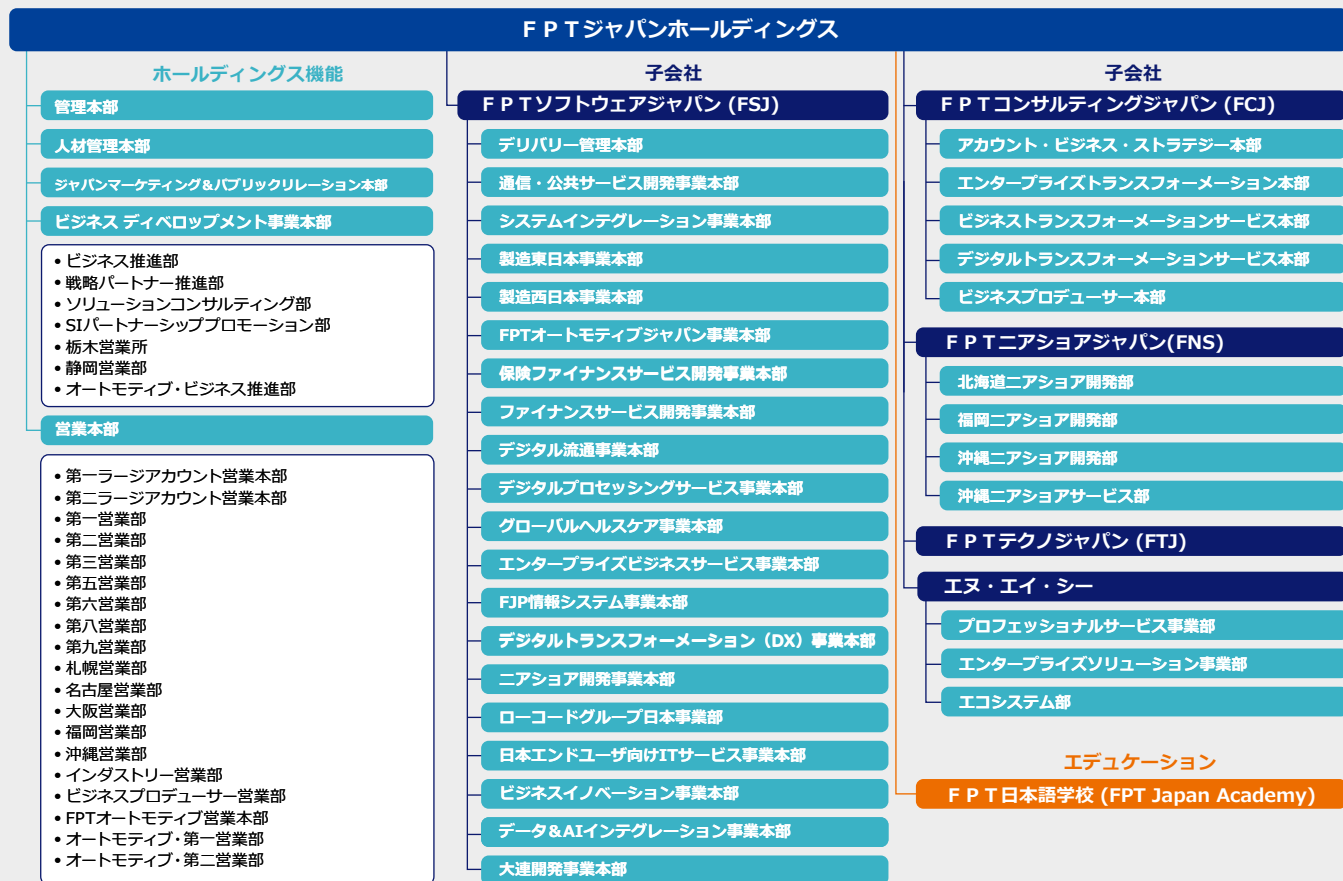 ＦＰＴジャパンホールディングス
ホールディングス機能
管理本部
人材管理本部
ジャパンマーケティング&パブリックリレーション本部
ビジネス ディベロップメント事業本部
• ビジネス推進部
• 戦略パートナー推進部
• ソリューションコンサルティング部
• SIパートナーシッププロモーション部
• 栃木営業所
• 静岡営業部
• オートモティブ・ビジネス推進部
営業本部
• 第一ラージアカウント営業本部
• 第二ラージアカウント営業本部
• 第一営業部
• 第二営業部
• 第三営業部
• 第五営業部
• 第六営業部
• 第八営業部
• 第九営業部
• 札幌営業部
• 名古屋営業部
• 大阪営業部
• 福岡営業部
• 沖縄営業部
• インダストリー営業部
• ビジネスプロデューサー営業部
• FPTオートモティブ営業本部
• オートモティブ・第一営業部
• オートモティブ・第二営業部
子会社
ＦＰＴソフトウェアジャパン (FSJ)
デリバリー管理本部
通信・公共サービス開発事業本部
システムインテグレーション事業本部
製造東日本事業本部
製造西日本事業本部
FPTオートモティブジャパン事業本部
保険ファイナンスサービス開発事業本部
ファイナンスサービス開発事業本部
デジタル流通事業本部
デジタルプロセッシングサービス事業本部
グローバルヘルスケア事業本部
エンタープライズビジネスサービス事業本部
FJP情報システム事業本部
デジタルトランスフォーメーション（DX）事業本部
ニアショア開発事業本部
ローコードグループ日本事業部
日本エンドユーザ向けITサービス事業本部
ビジネスイノベーション事業本部
データ&AIインテグレーション事業本部
大連開発事業本部
子会社
ＦＰＴコンサルティングジャパン (FCJ)
アカウント・ビジネス・ストラテジー本部
エンタープライズトランスフォーメーション本部
ビジネストランスフォーメーションサービス本部
デジタルトランスフォーメーションサービス本部
ビジネスプロデューサー本部
ＦＰＴニアショアジャパン(FNS)
北海道ニアショア開発部
福岡ニアショア開発部
沖縄ニアショア開発部
沖縄ニアショアサービス部
ＦＰＴテクノジャパン (FTJ)
エヌ・エイ・シー
プロフェッショナルサービス事業部
エンタープライズソリューション事業部
エコシステム部
エデュケーション
ＦＰＴ日本語学校 (FPT Japan Academy)